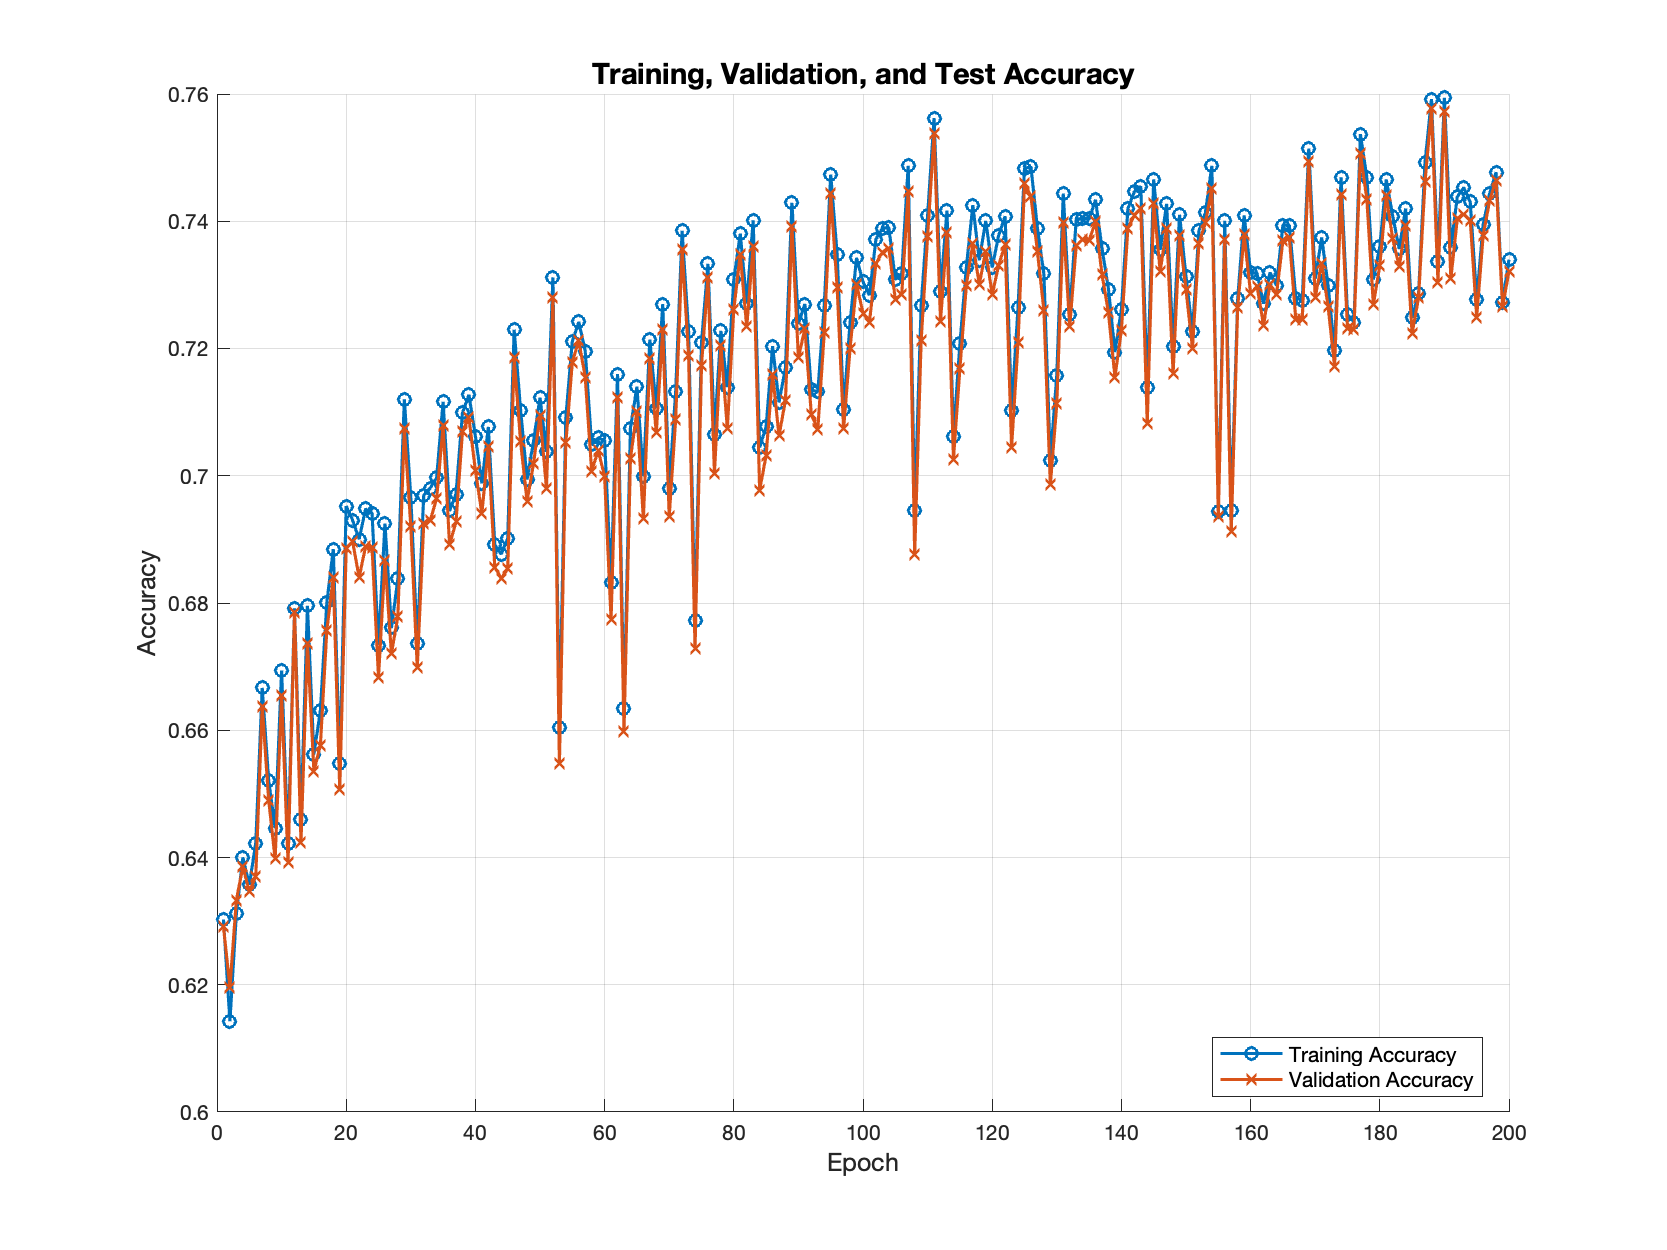 Training, Validation, and Test Accuracy
0.76
0.74
0.72
0.7
0.68
0.66
0.64
0.62
0.6
Accuracy
0 20 40 60 80 100 120 140 160 180 200
Epoch
Training Accuracy
Validation Accuracy